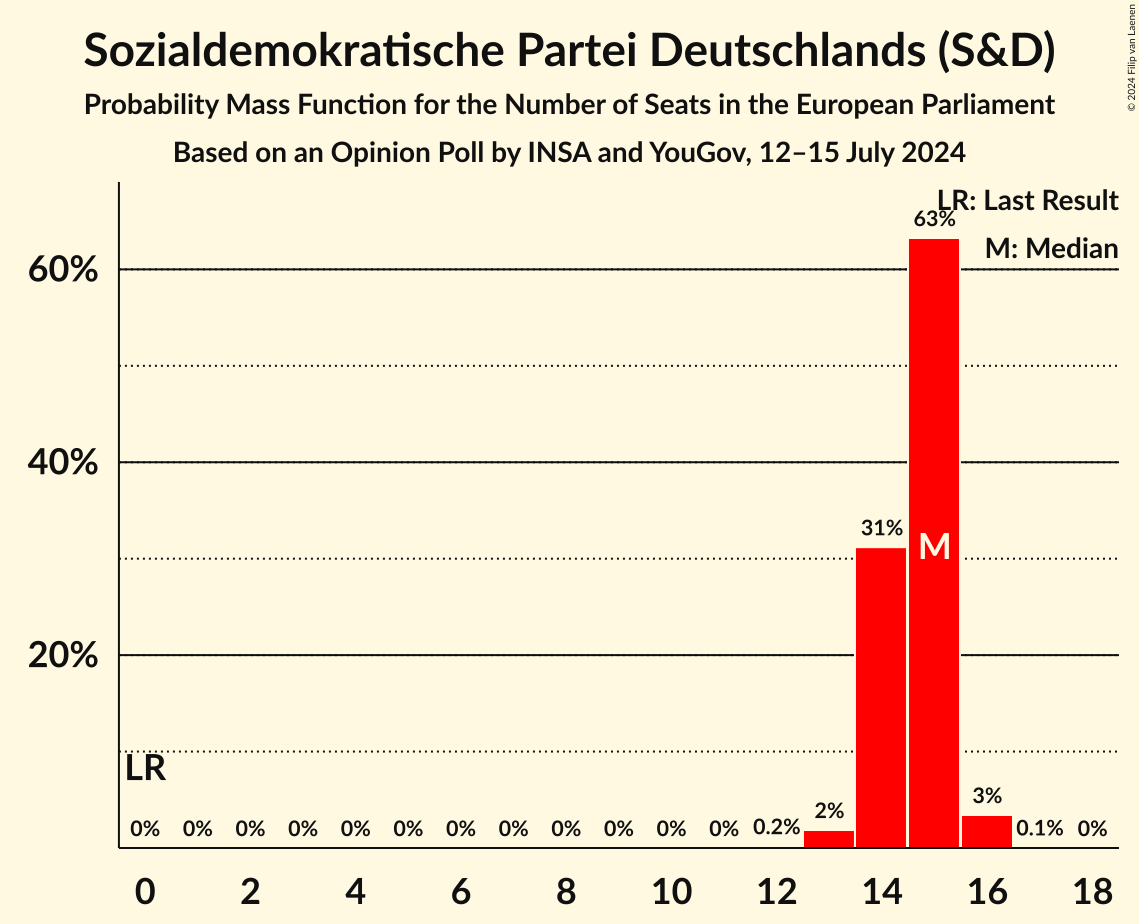 Sozialdemokratische Partei Deutschlands (S&D)
Probability Mass Function for the Number of Seats in the European Parliament
Based on an Opinion Poll by INSA and YouGov, 12–15 July 2024
© 2024 Filip van Laenen
LR: Last Result
M: Median
63%
60%
40%
31%
M
20%
LR
0% 0% 0% 0% 0% 0% 0% 0% 0% 0% 0% 0% 0.2% 2% 3% 0.1% 0%
0 2 4 6 8 10 12 14 16 18